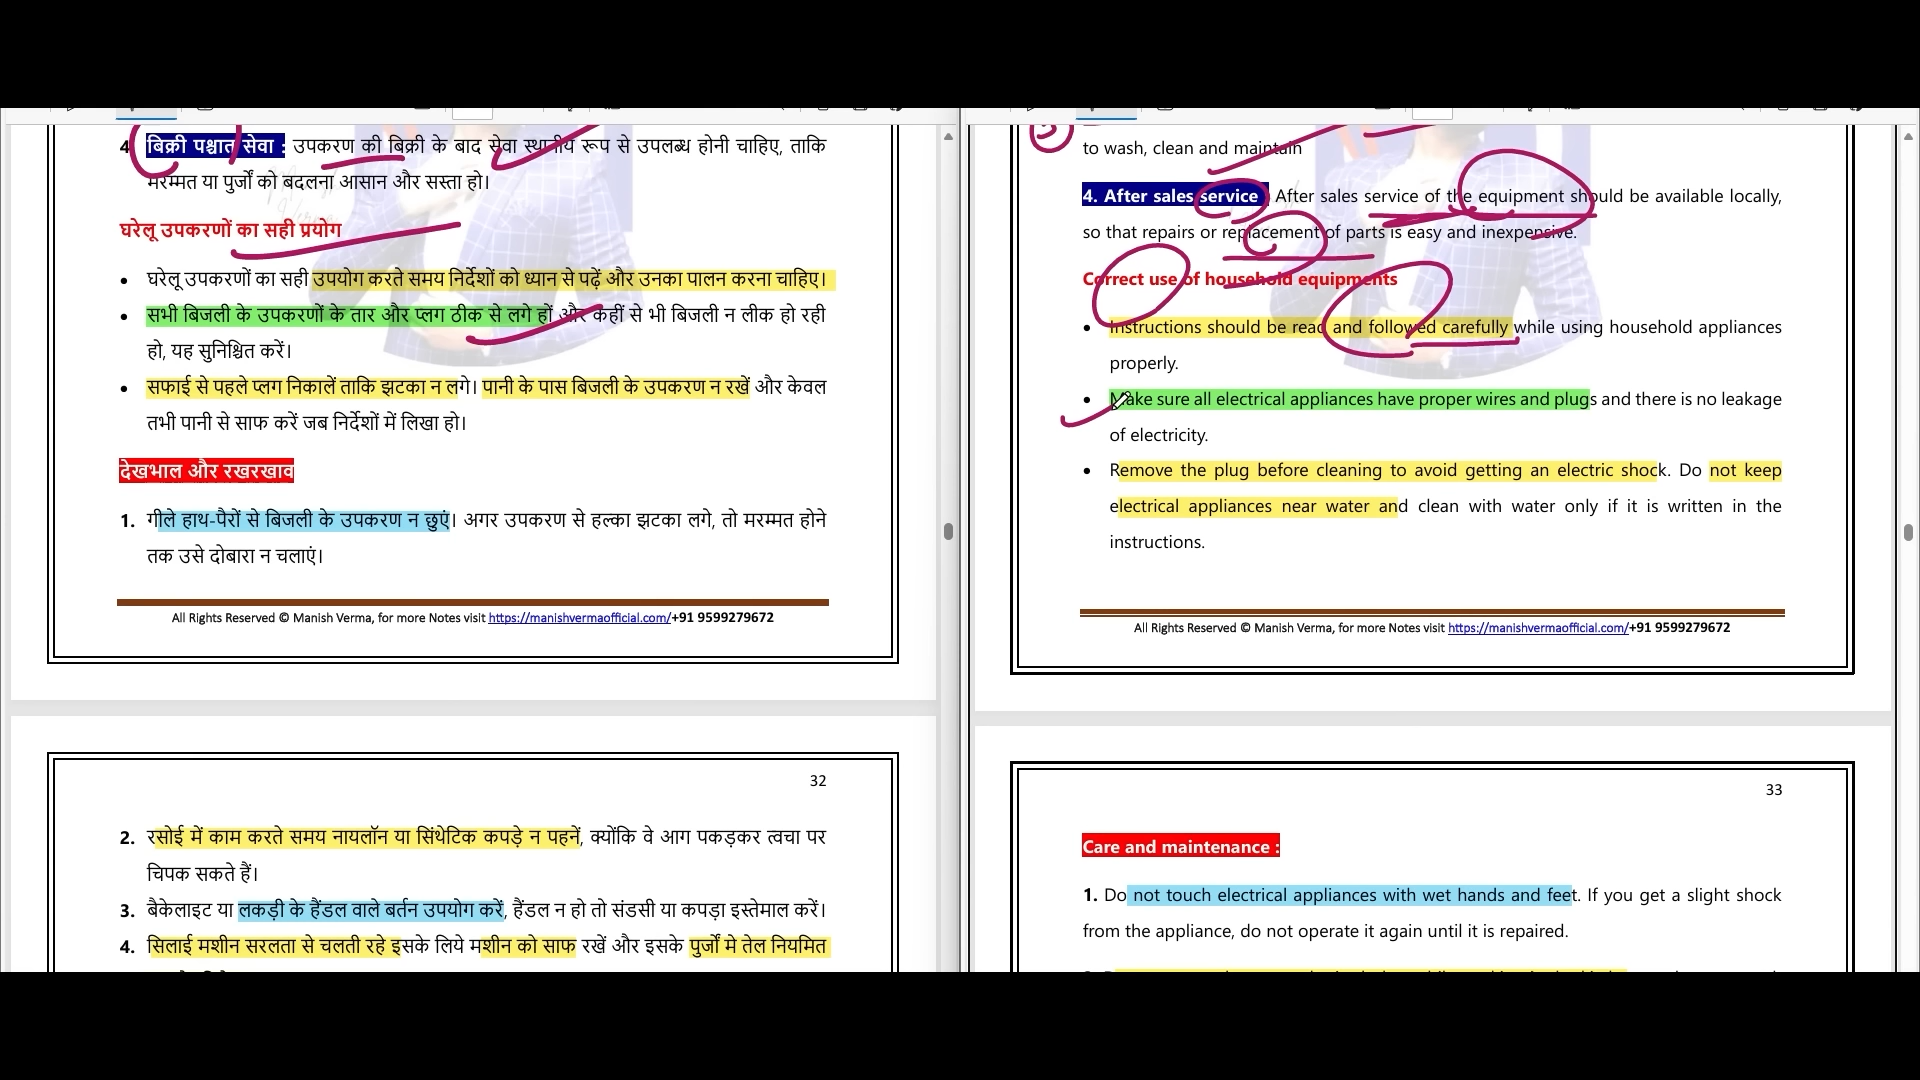 4 बिक्री पश्चात सेवा : उपकरण की बिक्री के बाद सेवा स्थानीय रूप से उपलब्ध होनी चाहिए, ताकि
मरम्मत या पुर्जों को बदलना आसान और सस्ता हो।
घरेलू उपकरणों का सही प्रयोग
• घरेलू उपकरणों का सही उपयोग करते समय निर्देशों को ध्यान से पढ़ें और उनका पालन करना चाहिए।
• सभी बिजली के उपकरणों के तार और प्लग ठीक से लगे हों और कहीं से भी बिजली न लीक हो रही
हो, यह सुनिश्चित करें।
• सफाई से पहले प्लग निकालें ताकि झटका न लगे। पानी के पास बिजली के उपकरण न रखें और केवल
तभी पानी से साफ करें जब निर्देशों में लिखा हो।
देखभाल और रखरखाव
1. गीले हाथ-पैरों से बिजली के उपकरण न छुएं। अगर उपकरण से हल्का झटका लगे, तो मरम्मत होने
तक उसे दोबारा न चलाएं।
All Rights Reserved © Manish Verma, for more Notes visit https://manishvermaofficial.com/+91 9599279672
32
2. रसोई में काम करते समय नायलॉन या सिंथेटिक कपड़े न पहनें, क्योंकि वे आग पकड़कर त्वचा पर
चिपक सकते हैं।
3. बैकेलाइट या लकड़ी के हैंडल वाले बर्तन उपयोग करें, हैंडल न हो तो संडसी या कपड़ा इस्तेमाल करें।
4. सिलाई मशीन सरलता से चलती रहे इसके लिये मशीन को साफ रखें और इसके पुर्जों मे तेल नियमित
to wash, clean and maintain
4. After sales service : After sales service of the equipment should be available locally,
so that repairs or replacement of parts is easy and inexpensive.
Correct use of household equipments
• Instructions should be read and followed carefully while using household appliances
properly.
• Make sure all electrical appliances have proper wires and plugs and there is no leakage
of electricity.
• Remove the plug before cleaning to avoid getting an electric shock. Do not keep
electrical appliances near water and clean with water only if it is written in the
instructions.
All Rights Reserved © Manish Verma, for more Notes visit https://manishvermaofficial.com/+91 9599279672
33
Care and maintenance :
1. Do not touch electrical appliances with wet hands and feet. If you get a slight shock
from the appliance, do not operate it again until it is repaired.